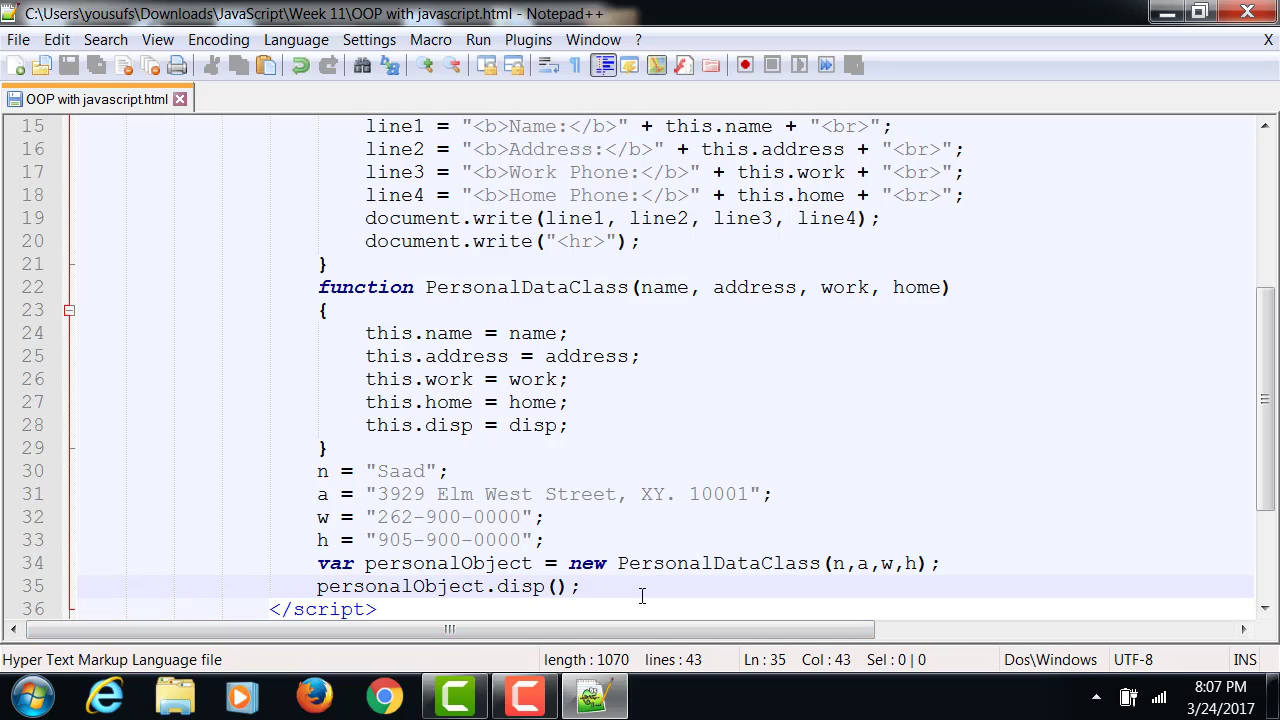 C:\Users\yousufs\Downloads\JavaScript\Week 11\OOP with javascript.html - Notepad++
File Edit Search View Encoding Language Settings Macro Run Plugins Window ? X
OOP with javascript.html
15 line1 = "<b>Name:</b>" + this.name + "<br>";
16 line2 = "<b>Address:</b>" + this.address + "<br>";
17 line3 = "<b>Work Phone:</b>" + this.work + "<br>";
18 line4 = "<b>Home Phone:</b>" + this.home + "<br>";
19 document.write(line1, line2, line3, line4);
20 document.write("<hr>");
21 }
22 function PersonalDataClass(name, address, work, home)
23 {
24 this.name = name;
25 this.address = address;
26 this.work = work;
27 this.home = home;
28 this.disp = disp;
29 }
30 n = "Saad";
31 a = "3929 Elm West Street, XY. 10001";
32 w = "262-900-0000";
33 h = "905-900-0000";
34 var personalObject = new PersonalDataClass(n,a,w,h);
35 personalObject.disp();
36 </script>
Hyper Text Markup Language file length : 1070 lines : 43 Ln : 35 Col : 43 Sel : 0 | 0 Dos\Windows UTF-8 INS
8:07 PM
3/24/2017